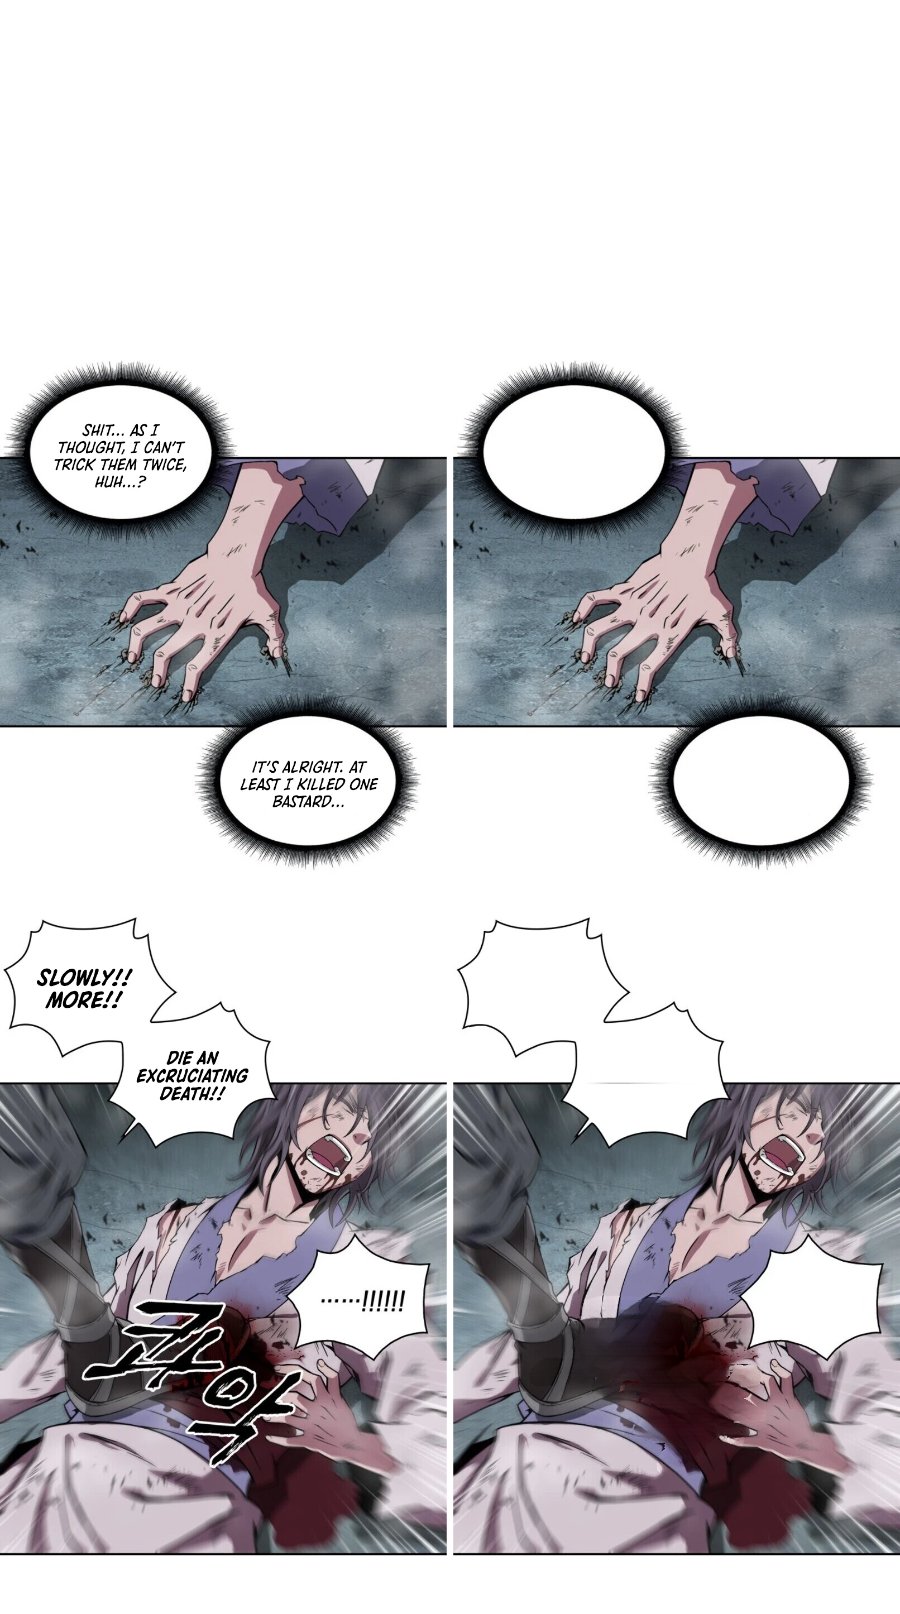 SHIT... AS I
THOUGHT, I CAN'T
TRICK THEM TWICE,
HUH...?
IT'S ALRIGHT. AT
LEAST I KILLED ONE
BASTARD...
SLOWLY!!
MORE!!
DIE AN
EXCRUCIATING
DEATH!!
......!!!!!!
콰악